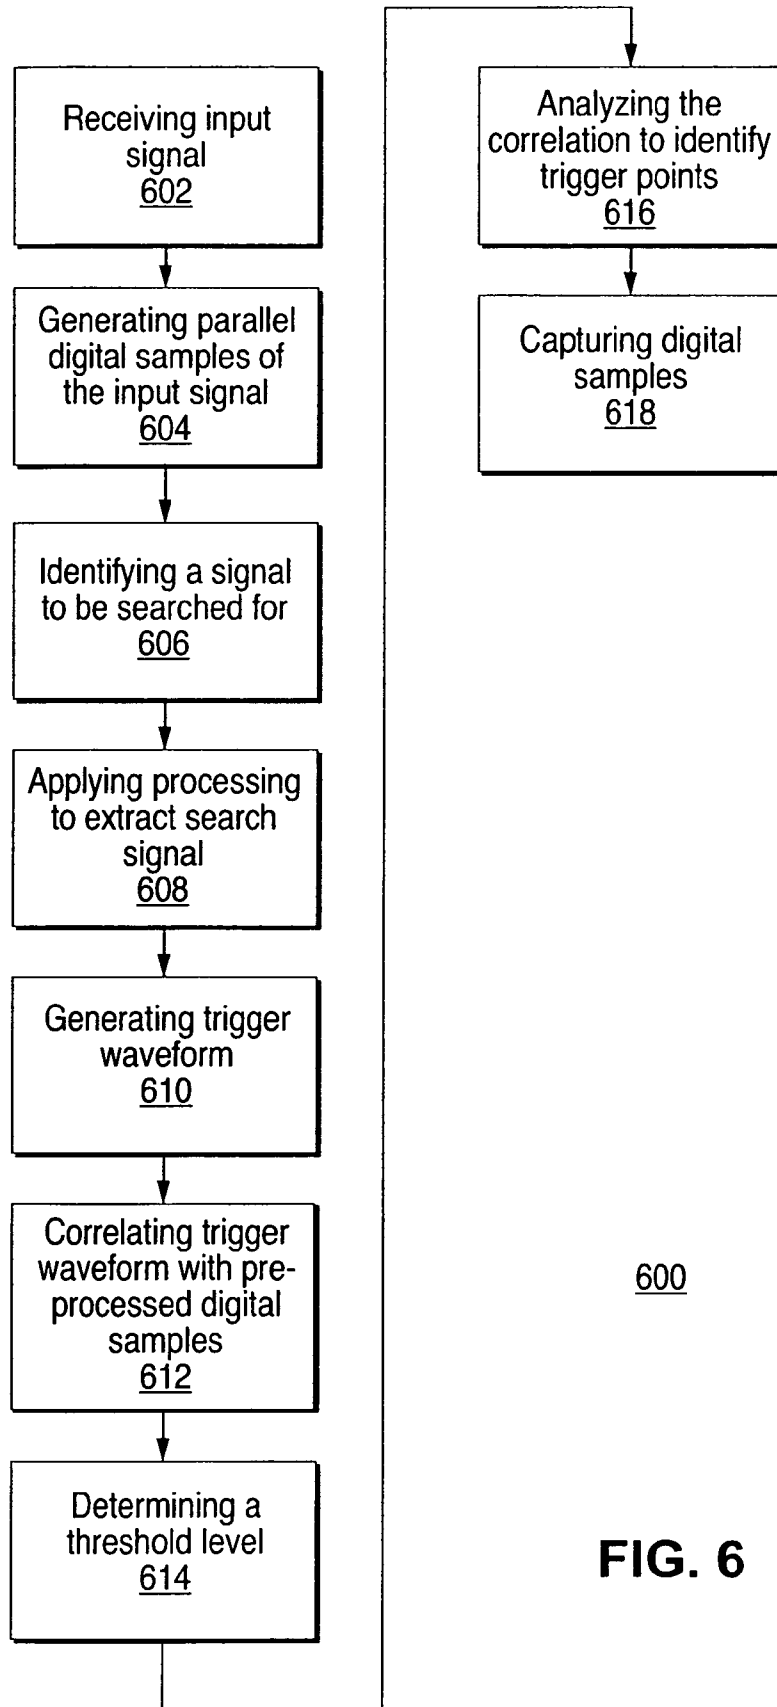 Receiving input
signal
602
Generating parallel
digital samples of
the input signal
604
Identifying a signal
to be searched for
606
Applying processing
to extract search
signal
608
Generating trigger
waveform
610
Correlating trigger
waveform with pre-
processed digital
samples
612
Determining a
threshold level
614
Analyzing the
correlation to identify
trigger points
616
Capturing digital
samples
618
600
FIG. 6